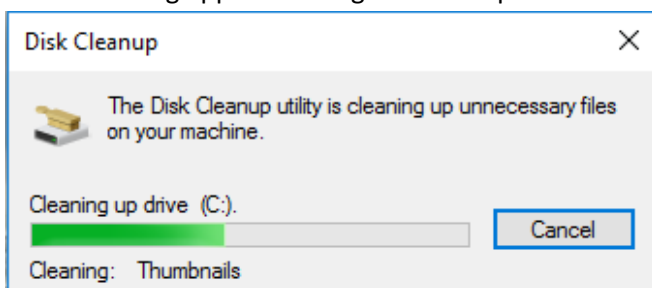 Disk Cleanup
The Disk Cleanup utility is cleaning up unnecessary files
on your machine.
Cleaning up drive (C:).
Cancel
Cleaning: Thumbnails